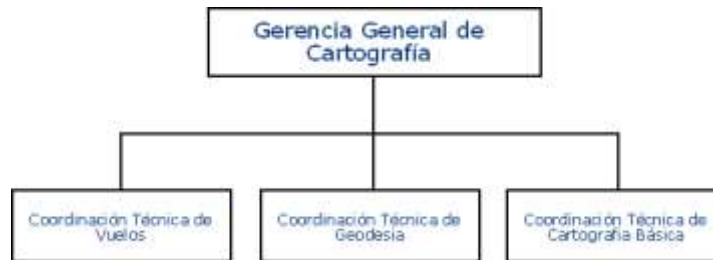 Gerencia General de
Cartografía
Coordinación Técnica de
Vuelos
Coordinación Técnica de
Geodesia
Coordinación Técnica de
Cartografía Básica